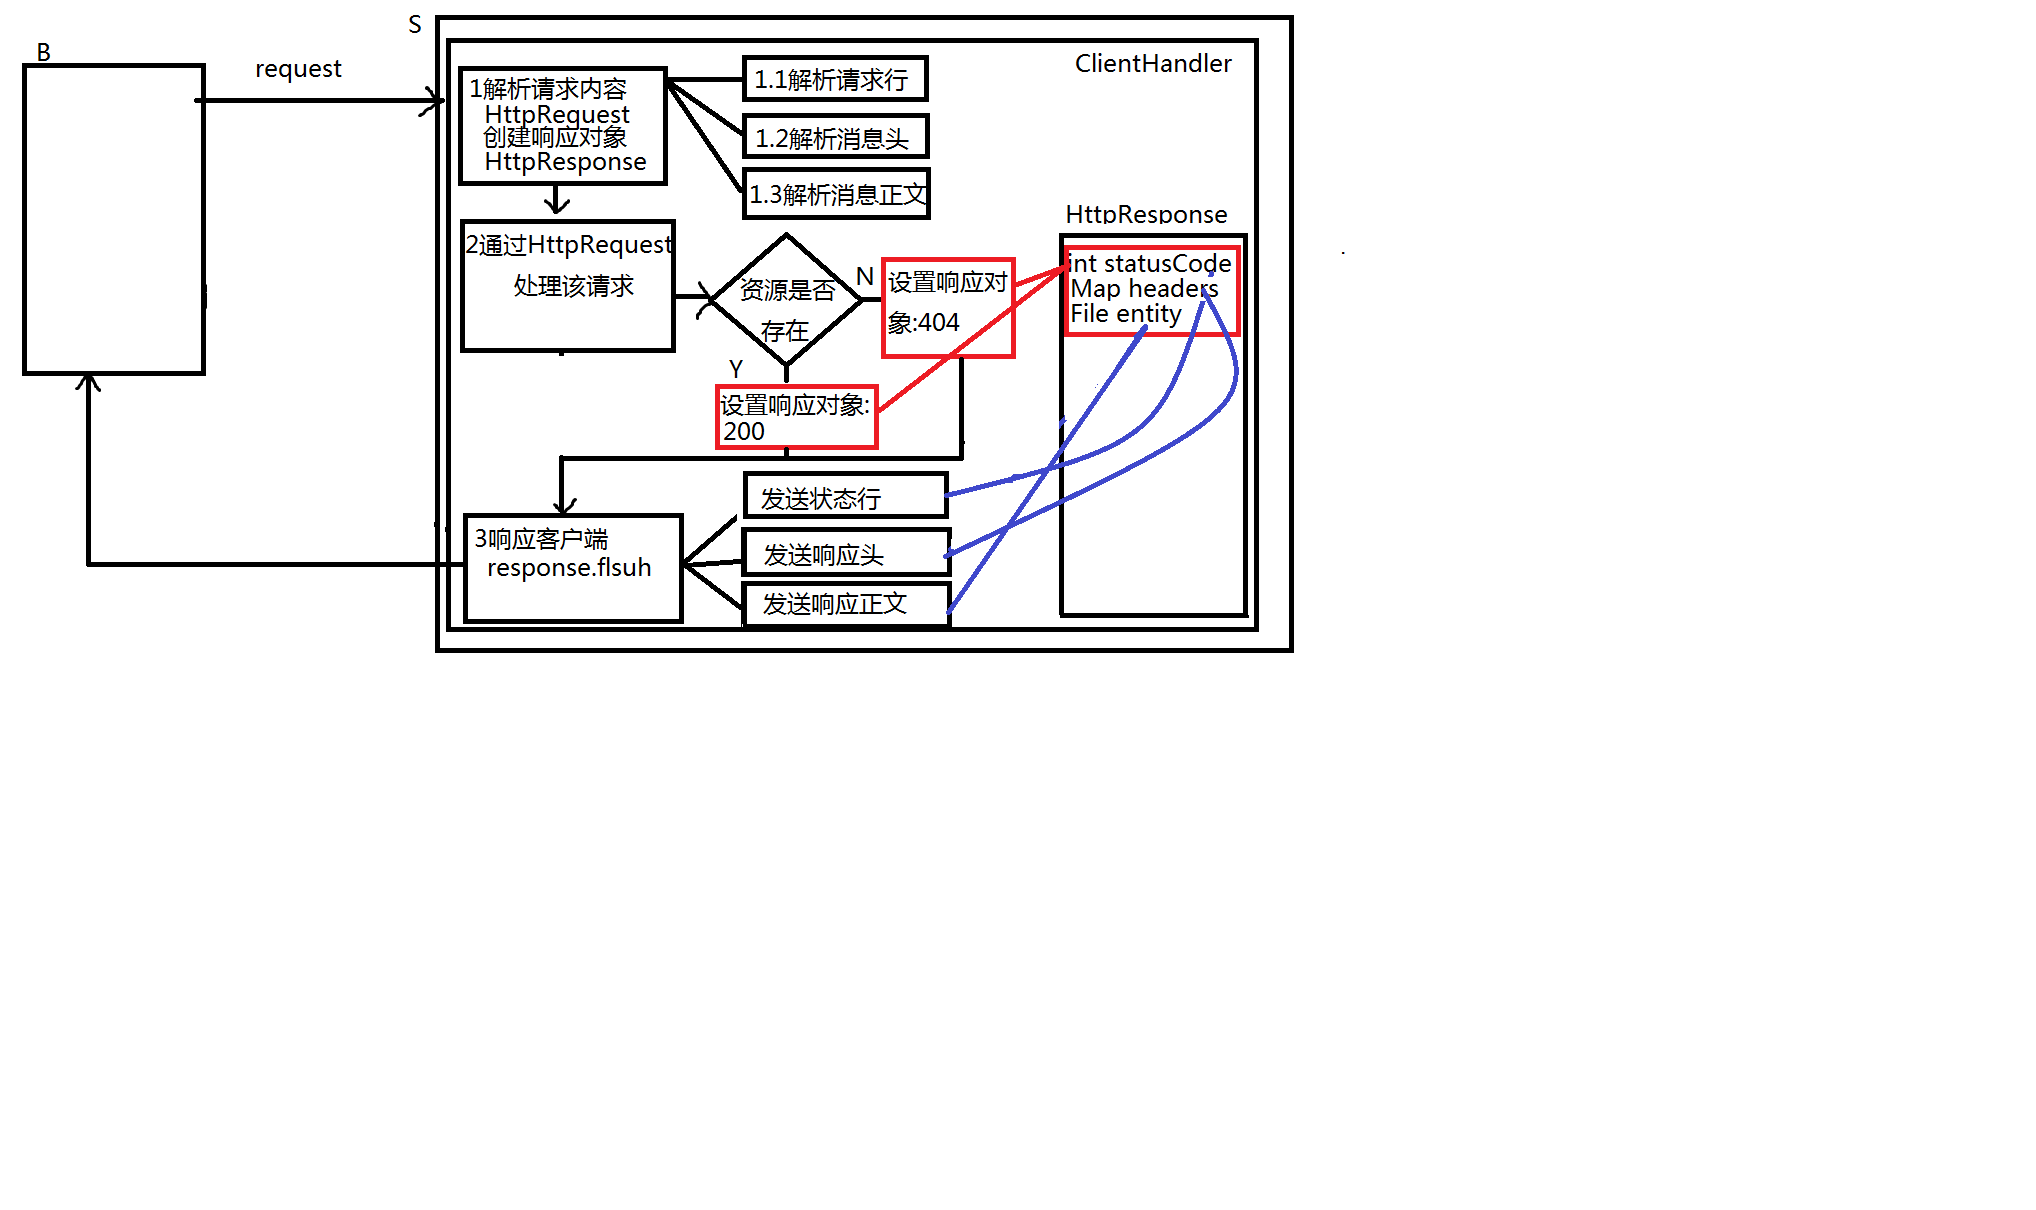 B
request
S
ClientHandler
1解析请求内容
HttpRequest
创建响应对象
HttpResponse
1.1解析请求行
1.2解析消息头
1.3解析消息正文
2通过HttpRequest
处理该请求
资源是否
存在
N
设置响应对
象:404
Y
设置响应对象:
200
HttpResponse
int statusCode
Map headers
File entity
3响应客户端
response.flsuh
发送状态行
发送响应头
发送响应正文